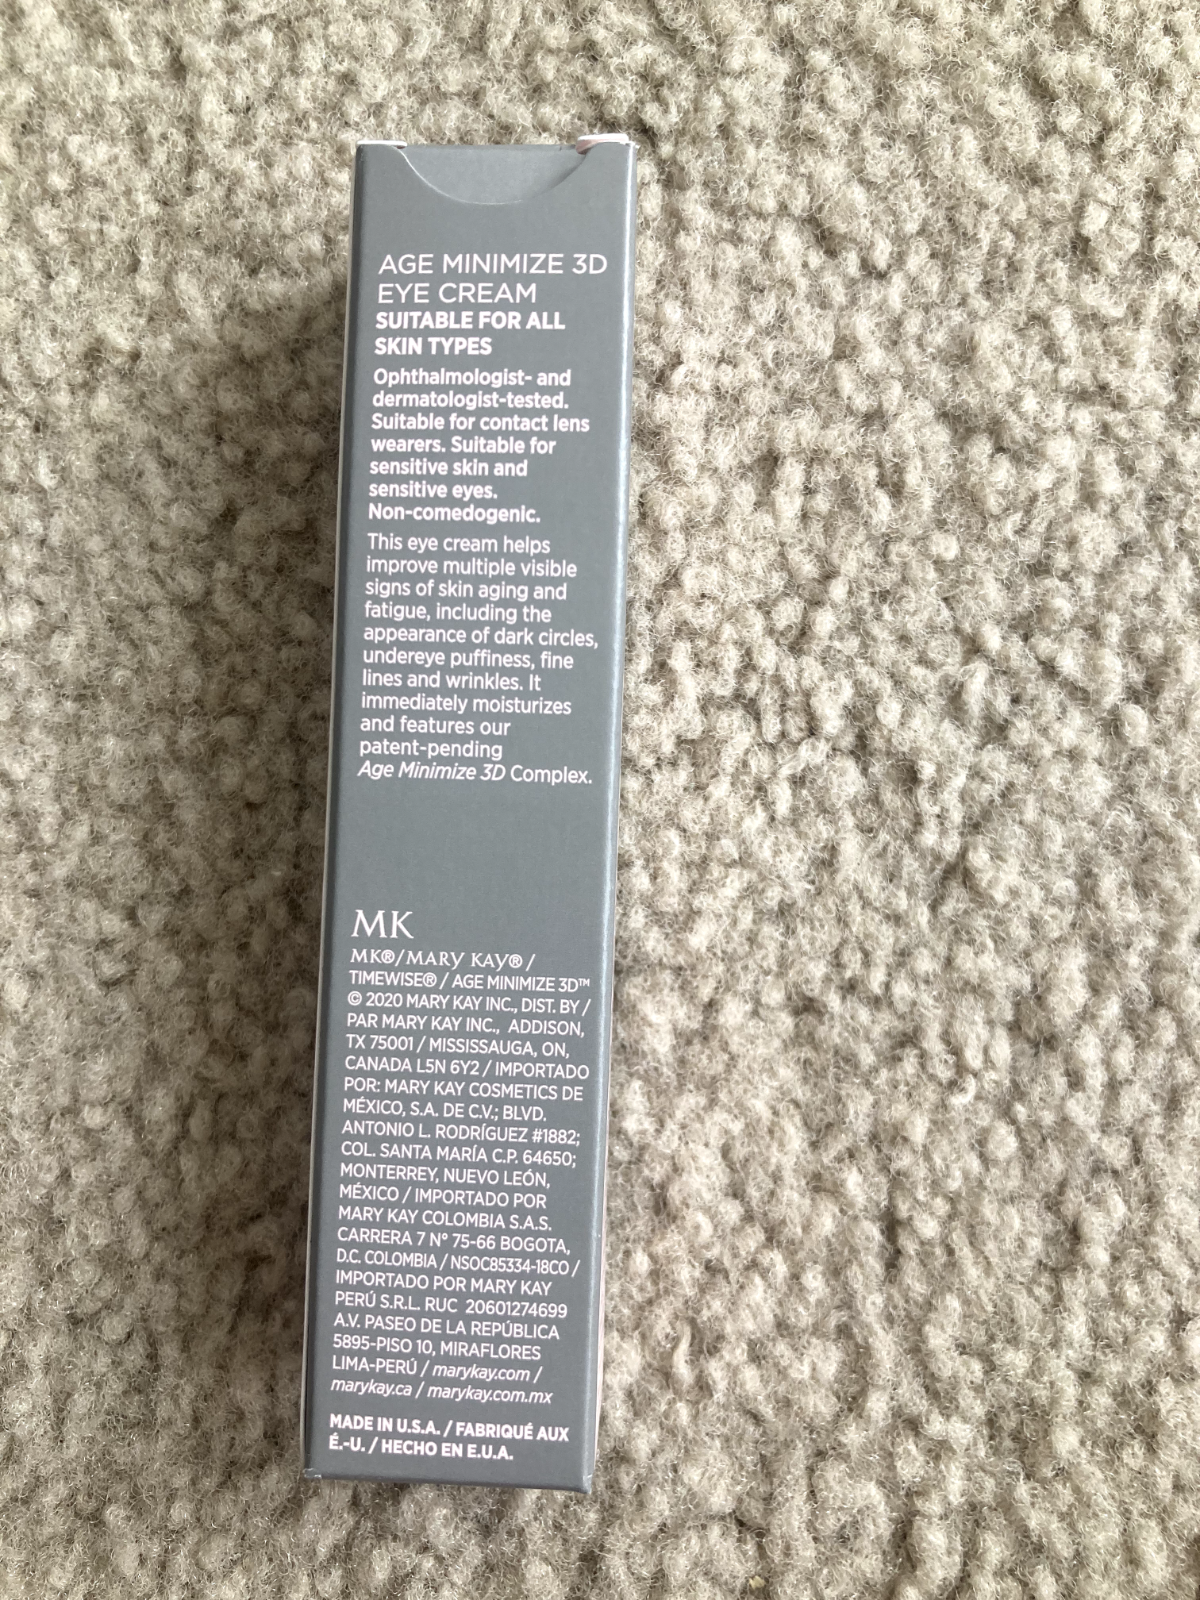 AGE MINIMIZE 3D
EYE CREAM
SUITABLE FOR ALL
SKIN TYPES
Ophthalmologist- and
dermatologist-tested.
Suitable for contact lens
wearers. Suitable for
sensitive skin and
sensitive eyes.
Non-comedogenic.
This eye cream helps
improve multiple visible
signs of skin aging and
fatigue, including the
appearance of dark circles,
undereye puffiness, fine
lines and wrinkles. It
immediately moisturizes
and features our
patent-pending
Age Minimize 3D Complex.
MK
MK®/MARY KAY® /
TIMEWISE® / AGE MINIMIZE 3D™
© 2020 MARY KAY INC., DIST. BY /
PAR MARY KAY INC., ADDISON,
TX 75001 / MISSISSAUGA, ON,
CANADA L5N 6Y2 / IMPORTADO
POR: MARY KAY COSMETICS DE
MÉXICO, S.A. DE C.V.; BLVD.
ANTONIO L. RODRÍGUEZ #1882;
COL. SANTA MARÍA C.P. 64650;
MONTERREY, NUEVO LEÓN,
MÉXICO / IMPORTADO POR
MARY KAY COLOMBIA S.A.S.
CARRERA 7 N° 75-66 BOGOTA,
D.C. COLOMBIA / NSOC85334-18CO /
IMPORTADO POR MARY KAY
PERÚ S.R.L. RUC 20601274699
A.V. PASEO DE LA REPÚBLICA
5895-PISO 10, MIRAFLORES
LIMA-PERÚ / marykay.com /
marykay.ca / marykay.com.mx
MADE IN U.S.A. / FABRIQUÉ AUX
É.-U. / HECHO EN E.U.A.